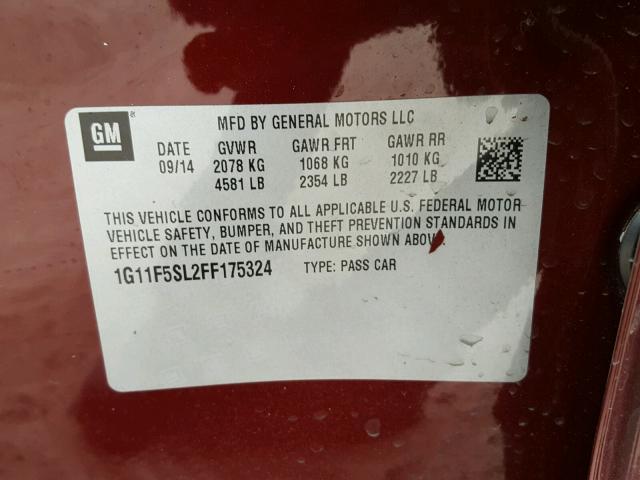 GM
MFD BY GENERAL MOTORS LLC
DATE GVWR GAWR FRT GAWR RR
09/14 2078 KG 1068 KG 1010 KG
4581 LB 2354 LB 2227 LB
THIS VEHICLE CONFORMS TO ALL APPLICABLE U.S. FEDERAL MOTOR
VEHICLE SAFETY, BUMPER, AND THEFT PREVENTION STANDARDS IN
EFFECT ON THE DATE OF MANUFACTURE SHOWN ABOVE.
1G11F5SL2FF175324 TYPE: PASS CAR